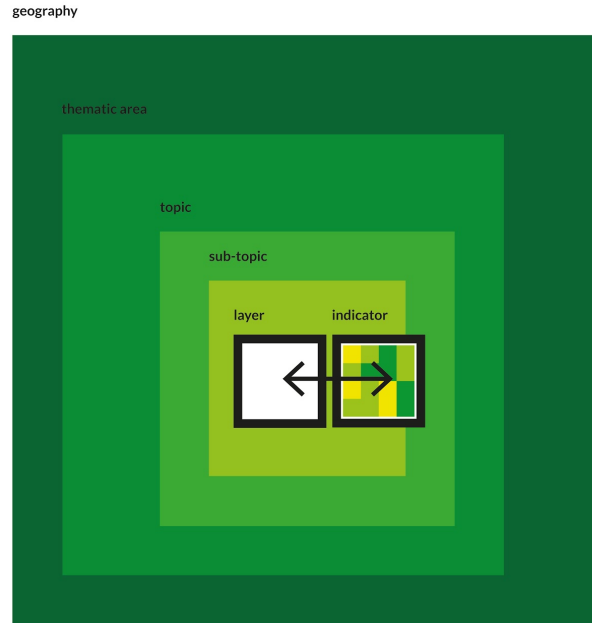 geography
thematic area
topic
sub-topic
layer
indicator